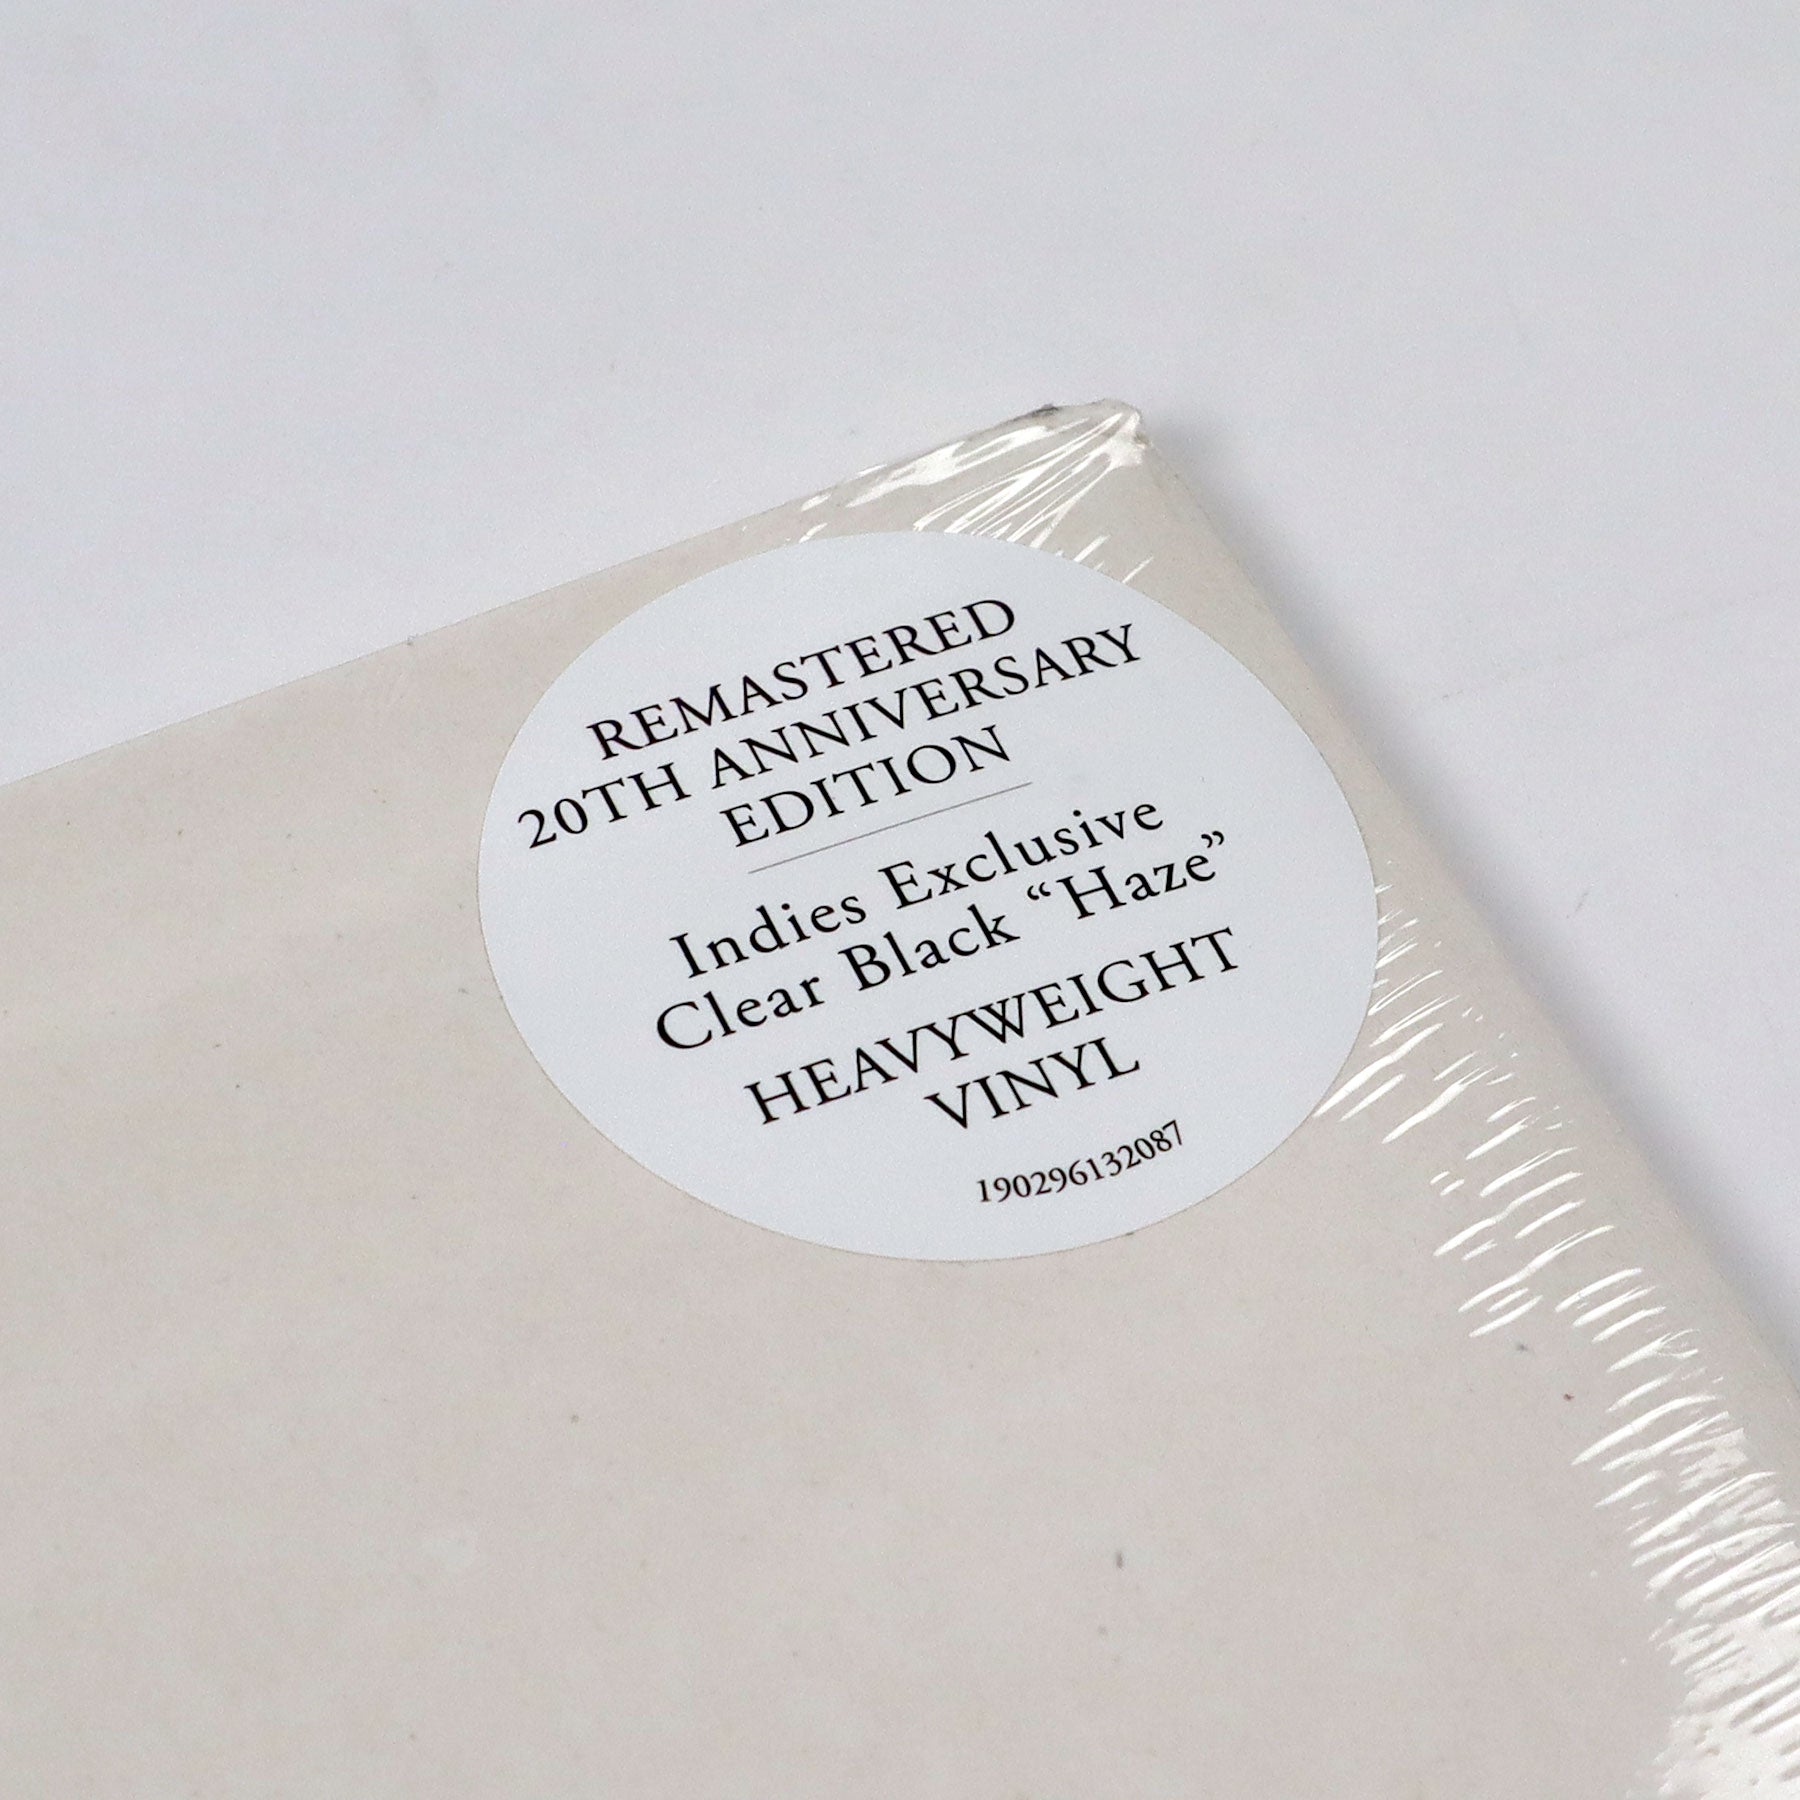 REMASTERED
20TH ANNIVERSARY
EDITION
Indies Exclusive
Clear Black “Haze”
HEAVYWEIGHT
VINYL
190296132087